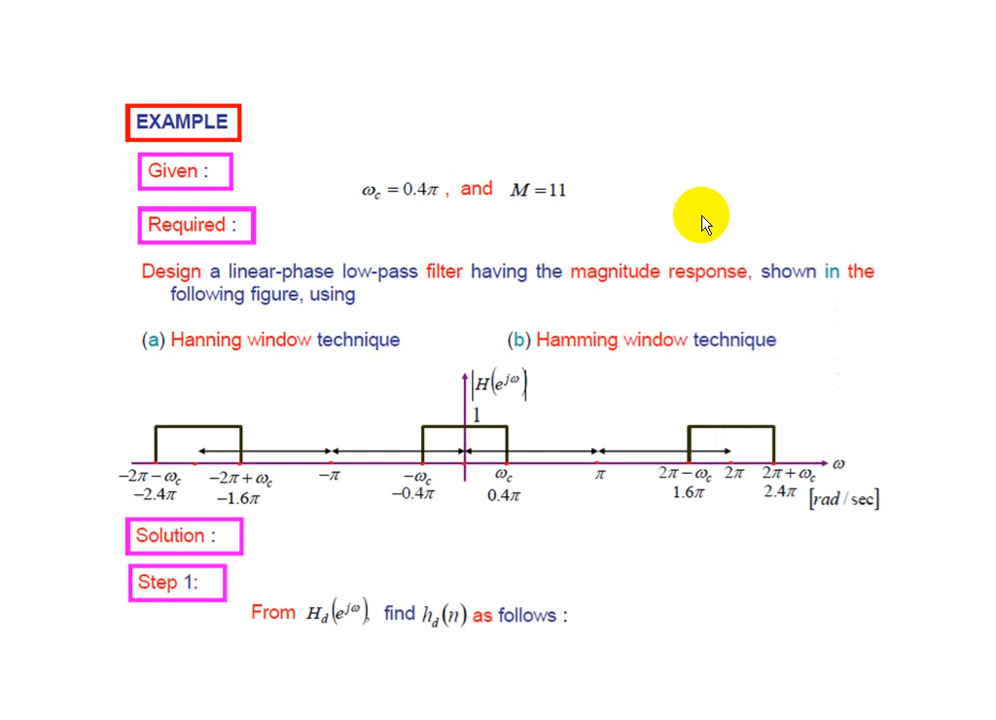 EXAMPLE
Given :
ω_c = 0.4π , and M = 11
Required :
Design a linear-phase low-pass filter having the magnitude response, shown in the
following figure, using
(a) Hanning window technique (b) Hamming window technique
|H(e^{jω})|
1
−2π − ω_c −2π + ω_c −π −ω_c ω_c π 2π − ω_c 2π 2π + ω_c ω
−2.4π −1.6π −0.4π 0.4π 1.6π 2.4π [rad / sec]
Solution :
Step 1:
From H_d(e^{jω}), find h_d(n) as follows :